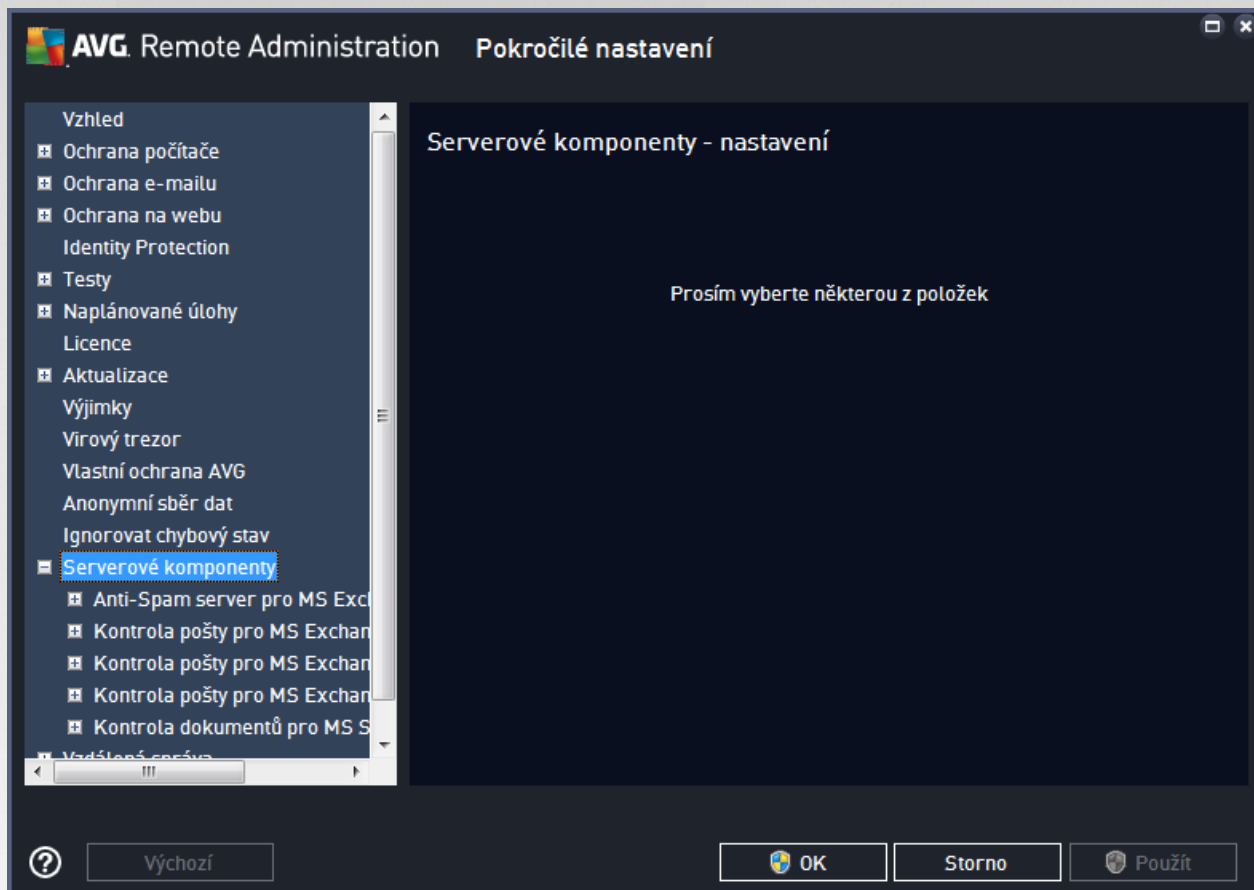 AVG. Remote Administration Pokročilé nastavení
Vzhled
Ochrana počítače
Ochrana e-mailu
Ochrana na webu
Identity Protection
Testy
Naplánované úlohy
Licence
Aktualizace
Výjimky
Virový trezor
Vlastní ochrana AVG
Anonymní sběr dat
Ignorovat chybový stav
Serverové komponenty
Anti-Spam server pro MS Excl
Kontrola pošty pro MS Exchan
Kontrola pošty pro MS Exchan
Kontrola pošty pro MS Exchan
Kontrola dokumentů pro MS S
Vzdálená správa
Serverové komponenty - nastavení
Prosím vyberte některou z položek
Výchozí
OK
Storno
Použít